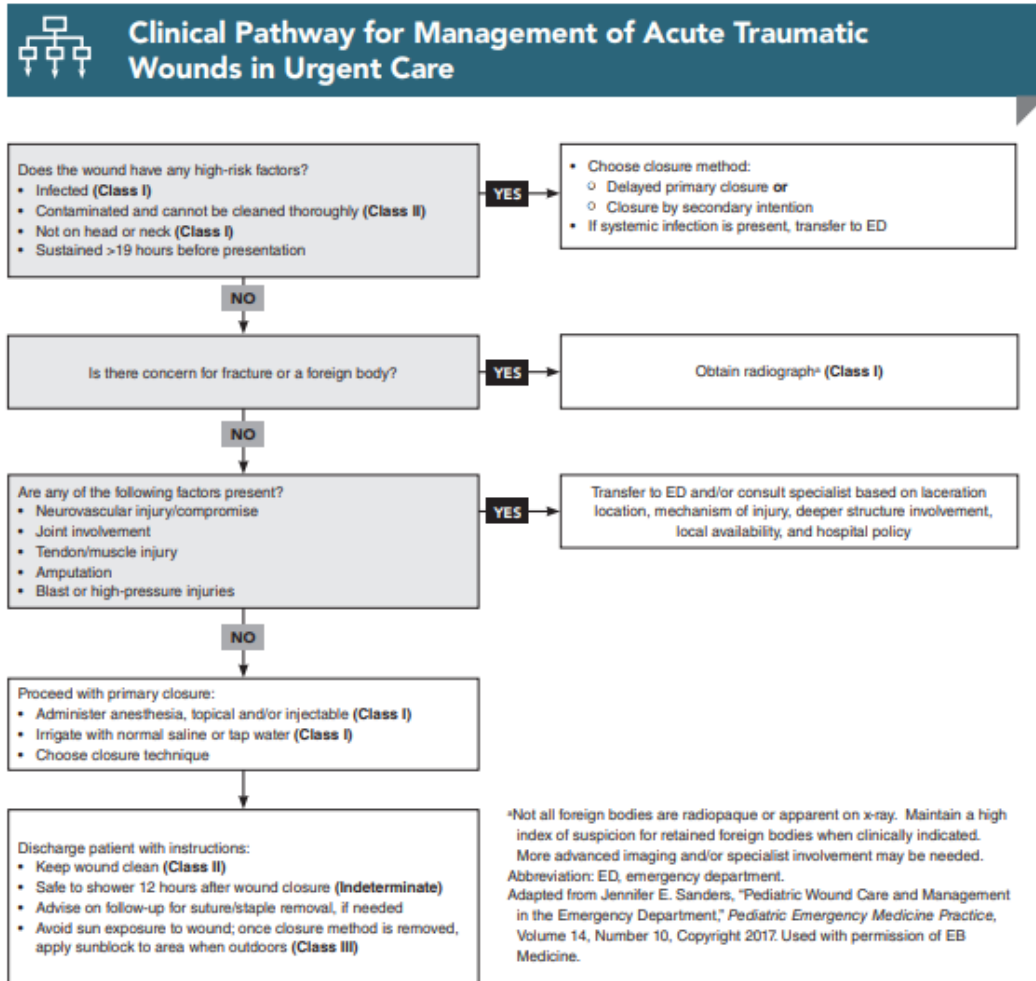 Clinical Pathway for Management of Acute Traumatic
Wounds in Urgent Care
Does the wound have any high-risk factors?
• Infected (Class I)
• Contaminated and cannot be cleaned thoroughly (Class II)
• Not on head or neck (Class I)
• Sustained >19 hours before presentation
YES
• Choose closure method:
○ Delayed primary closure or
○ Closure by secondary intention
• If systemic infection is present, transfer to ED
NO
Is there concern for fracture or a foreign body?
YES
Obtain radiographᵃ (Class I)
NO
Are any of the following factors present?
• Neurovascular injury/compromise
• Joint involvement
• Tendon/muscle injury
• Amputation
• Blast or high-pressure injuries
YES
Transfer to ED and/or consult specialist based on laceration
location, mechanism of injury, deeper structure involvement,
local availability, and hospital policy
NO
Proceed with primary closure:
• Administer anesthesia, topical and/or injectable (Class I)
• Irrigate with normal saline or tap water (Class I)
• Choose closure technique
Discharge patient with instructions:
• Keep wound clean (Class II)
• Safe to shower 12 hours after wound closure (Indeterminate)
• Advise on follow-up for suture/staple removal, if needed
• Avoid sun exposure to wound; once closure method is removed,
apply sunblock to area when outdoors (Class III)
ᵃNot all foreign bodies are radiopaque or apparent on x-ray. Maintain a high
index of suspicion for retained foreign bodies when clinically indicated.
More advanced imaging and/or specialist involvement may be needed.
Abbreviation: ED, emergency department.
Adapted from Jennifer E. Sanders, "Pediatric Wound Care and Management
in the Emergency Department," Pediatric Emergency Medicine Practice,
Volume 14, Number 10, Copyright 2017. Used with permission of EB
Medicine.